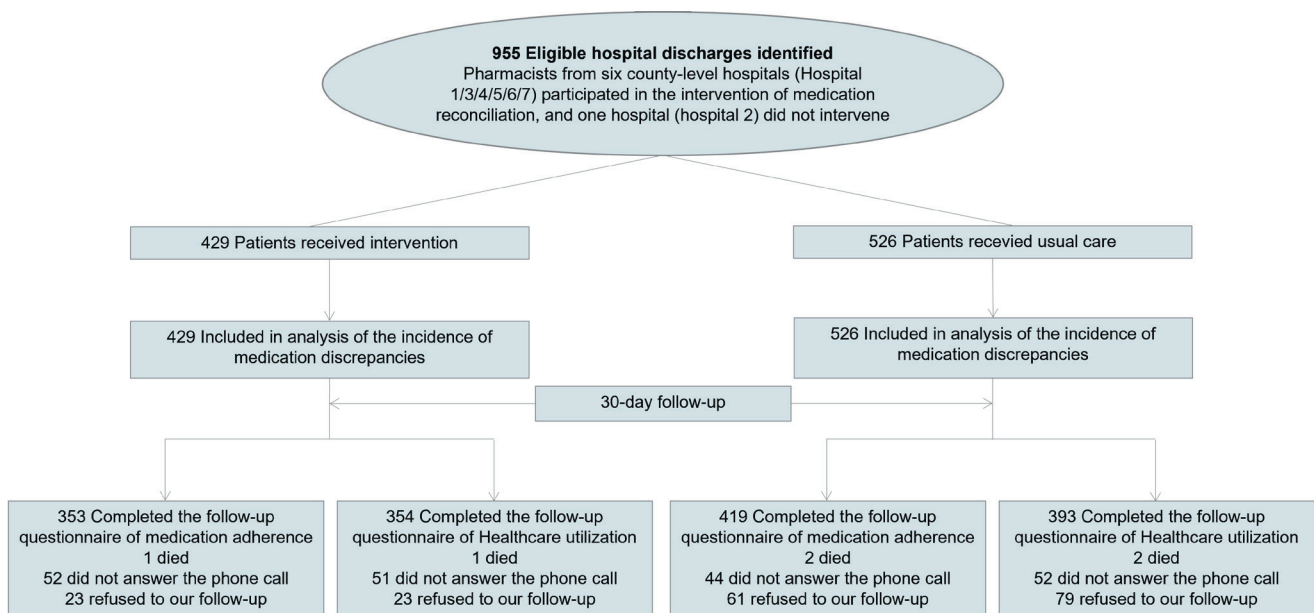 955 Eligible hospital discharges identified
Pharmacists from six county-level hospitals (Hospital
1/3/4/5/6/7) participated in the intervention of medication
reconciliation, and one hospital (hospital 2) did not intervene
429 Patients received intervention
526 Patients recevied usual care
429 Included in analysis of the incidence of
medication discrepancies
526 Included in analysis of the incidence of
medication discrepancies
30-day follow-up
353 Completed the follow-up
questionnaire of medication adherence
1 died
52 did not answer the phone call
23 refused to our follow-up
354 Completed the follow-up
questionnaire of Healthcare utilization
1 died
51 did not answer the phone call
23 refused to our follow-up
419 Completed the follow-up
questionnaire of medication adherence
2 died
44 did not answer the phone call
61 refused to our follow-up
393 Completed the follow-up
questionnaire of Healthcare utilization
2 died
52 did not answer the phone call
79 refused to our follow-up